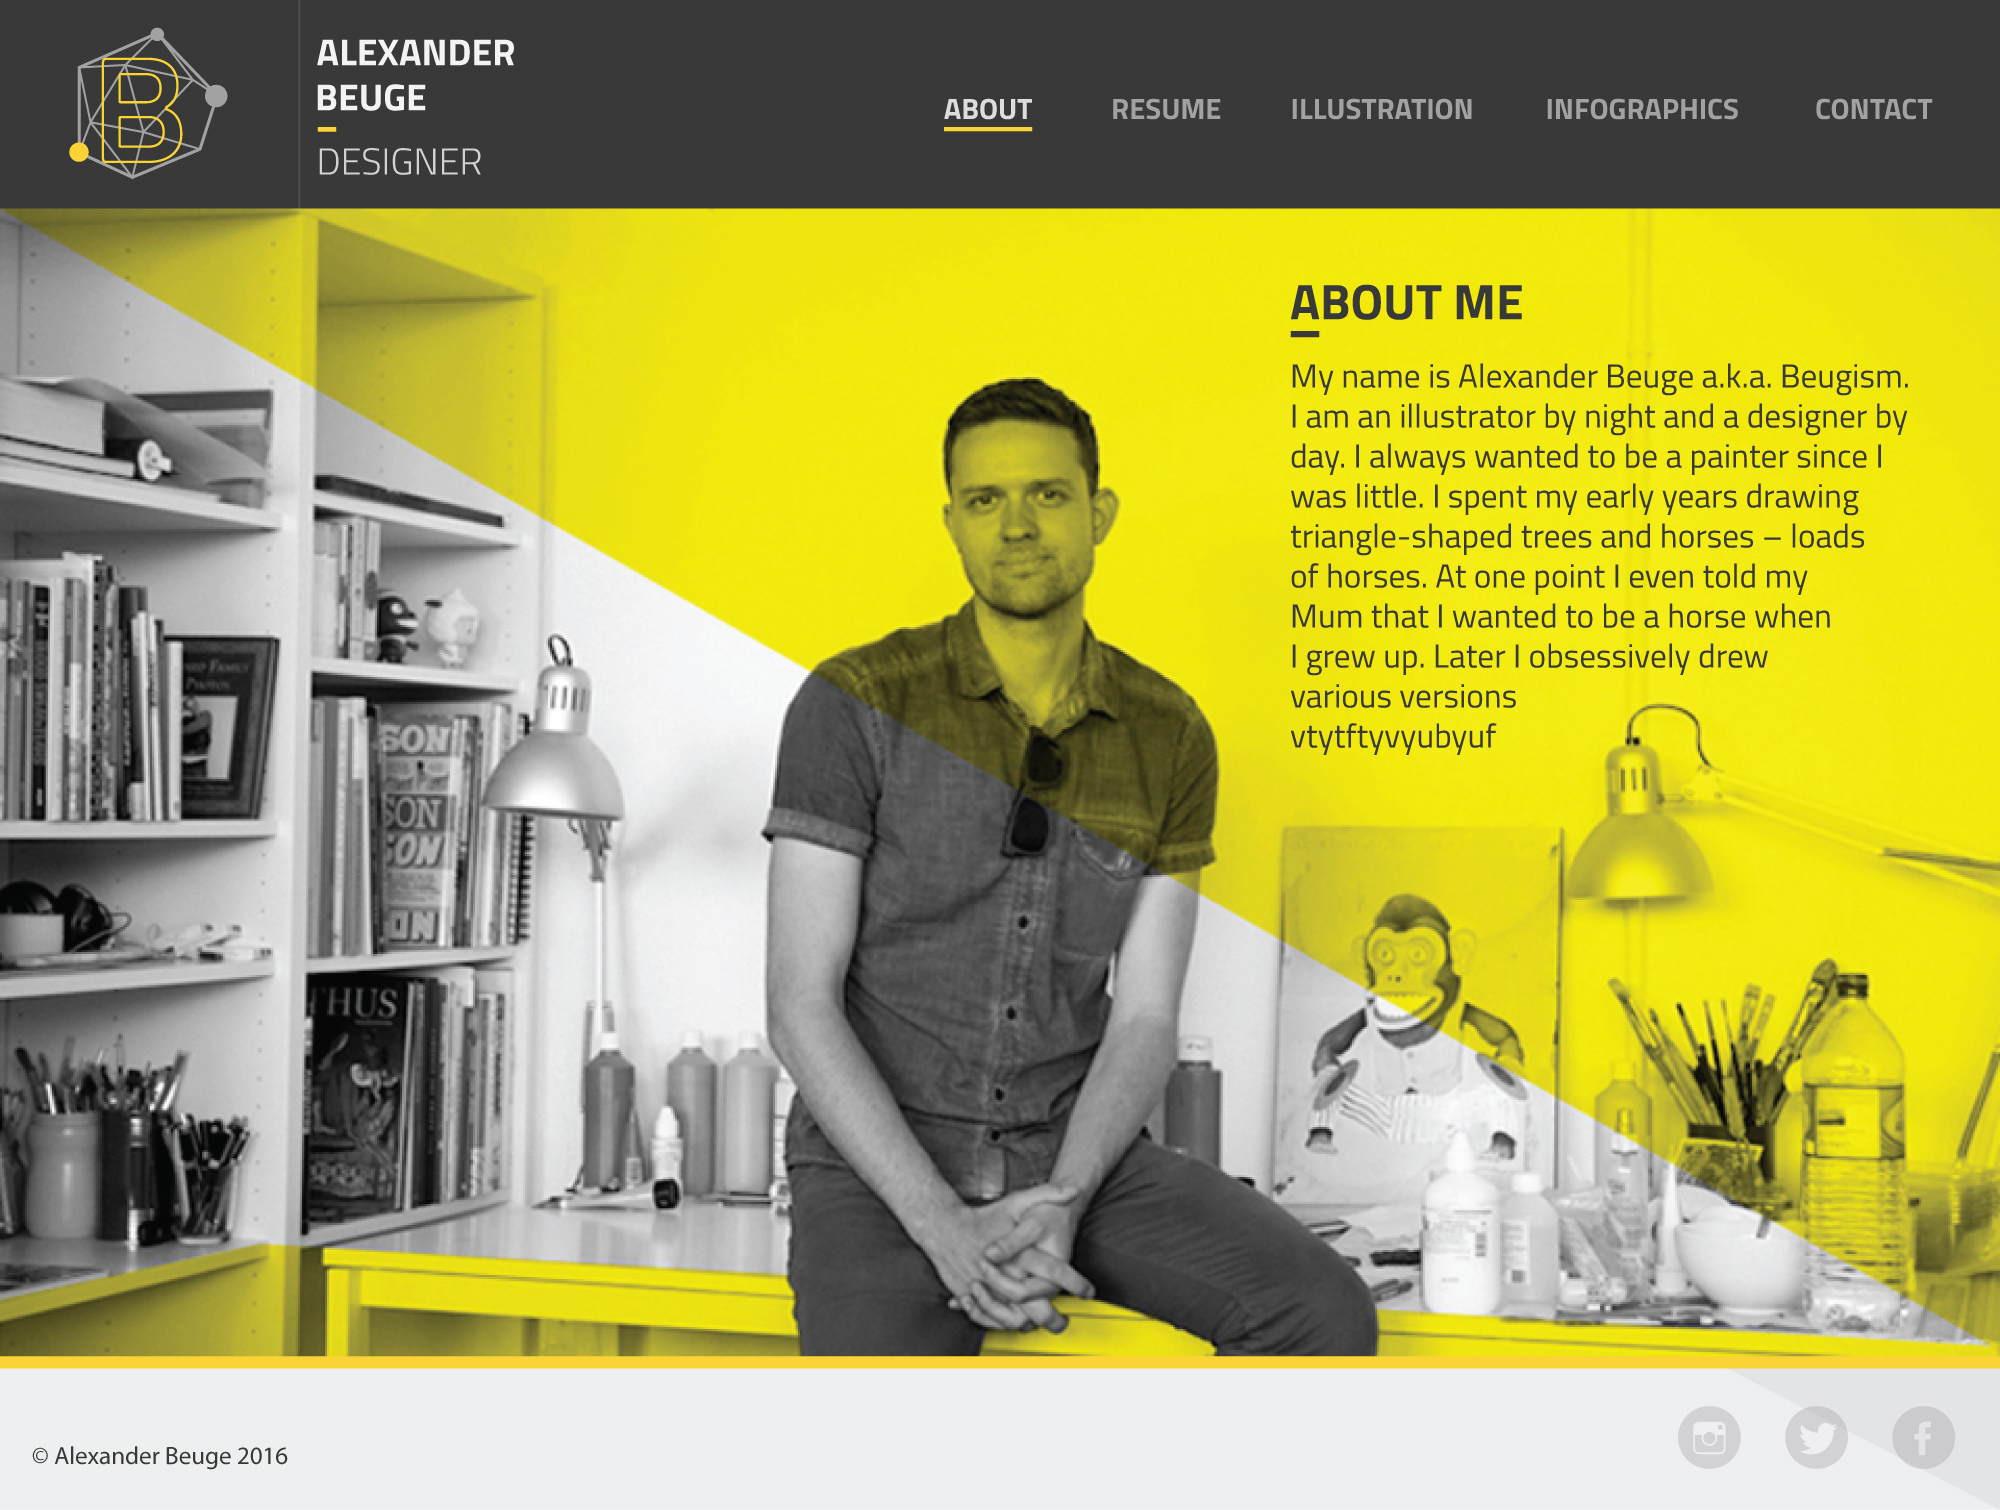 B
ALEXANDER
BEUGE
DESIGNER
ABOUT RESUME ILLUSTRATION INFOGRAPHICS CONTACT
ABOUT ME
My name is Alexander Beuge a.k.a. Beugism.
I am an illustrator by night and a designer by
day. I always wanted to be a painter since I
was little. I spent my early years drawing
triangle-shaped trees and horses – loads
of horses. At one point I even told my
Mum that I wanted to be a horse when
I grew up. Later I obsessively drew
various versions
vtytftyvyubyuf
FAMILY
PHOTOS
SON
SON
SON
ON
THUS
© Alexander Beuge 2016